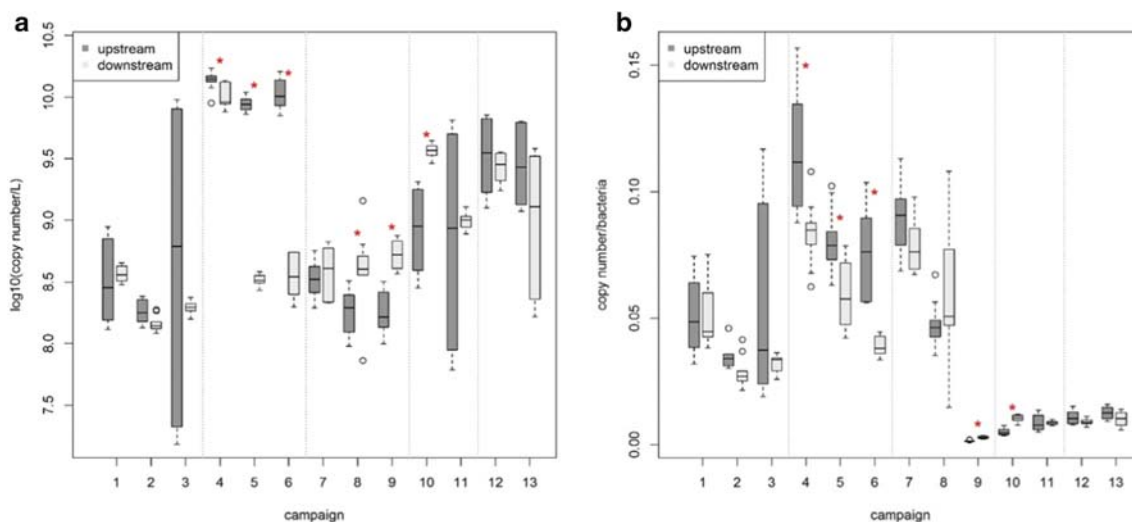 a
upstream
downstream
log10(copy number/L)
10.5
10.0
9.5
9.0
8.5
8.0
7.5
1 2 3 4 5 6 7 8 9 10 11 12 13
campaign
b
upstream
downstream
copy number/bacteria
0.15
0.10
0.05
0.00
1 2 3 4 5 6 7 8 9 10 11 12 13
campaign